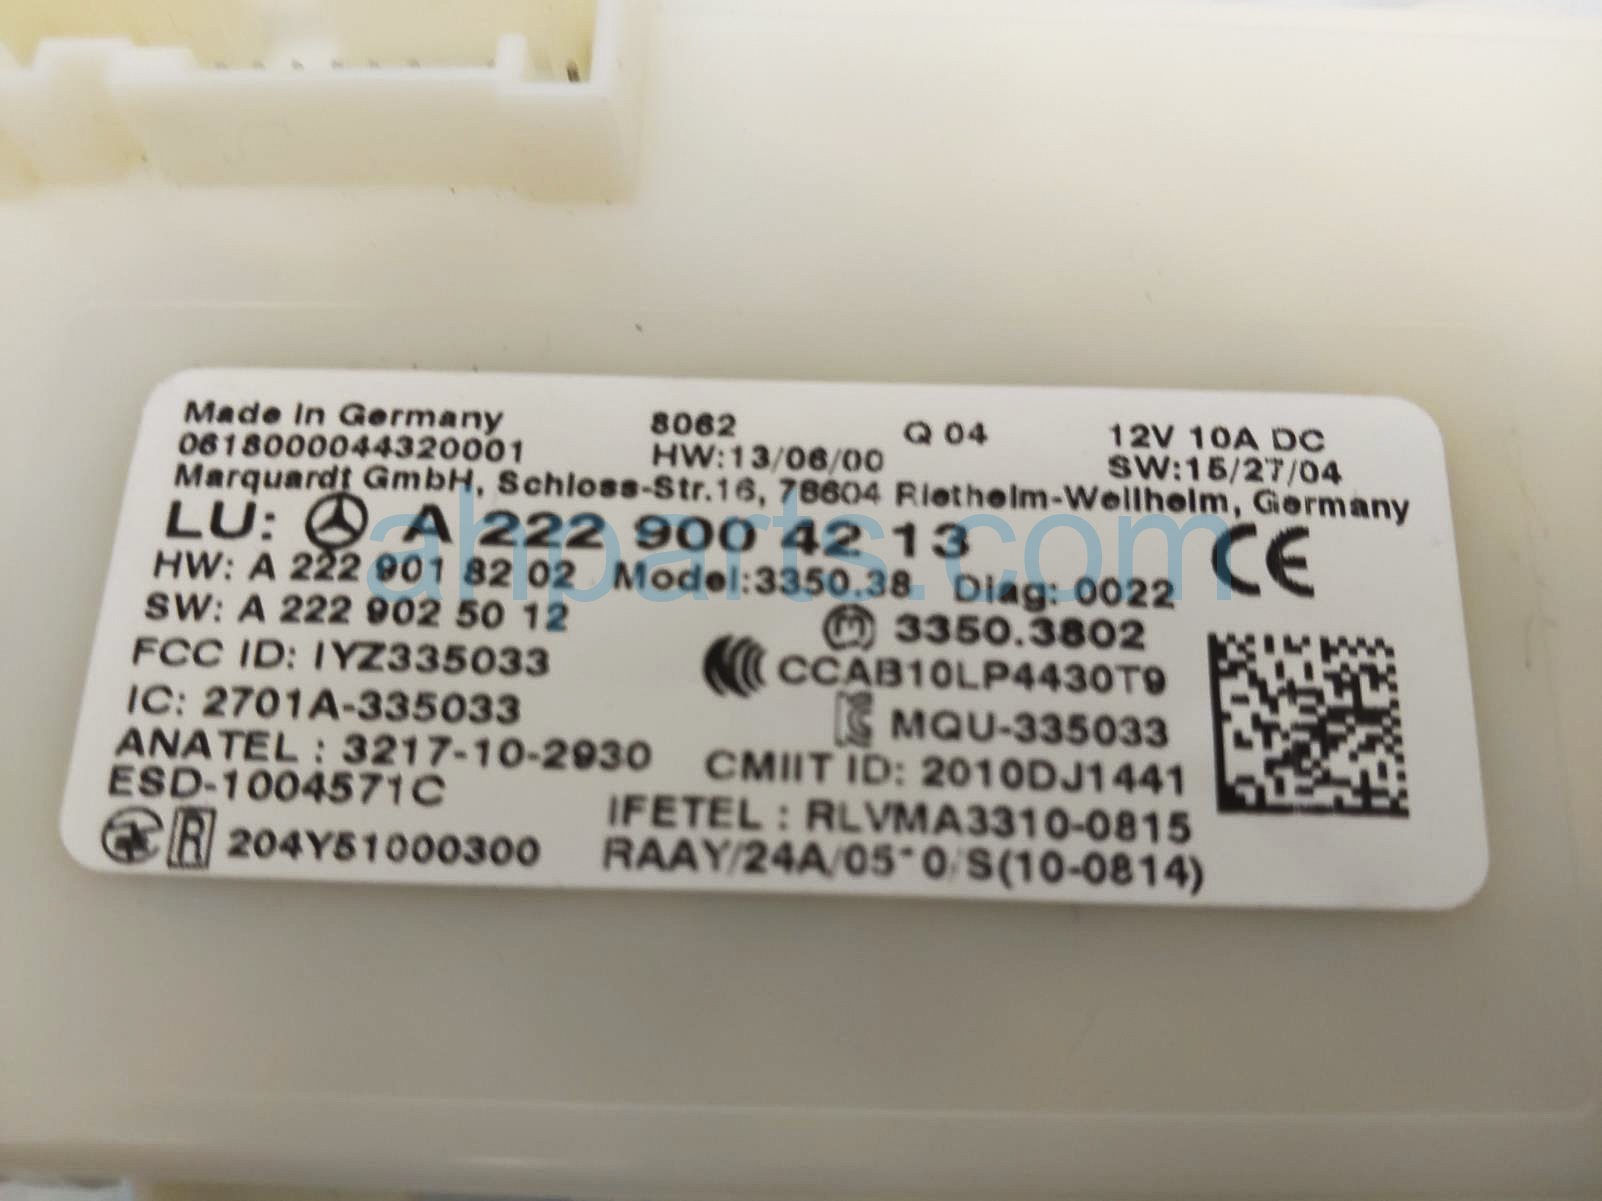 Made in Germany 8062 Q 04 12V 10A DC
0618000044320001 HW:13/06/00 SW:15/27/04
Marquardt GmbH, Schloss-Str.16, 78604 Rietheim-Weilheim, Germany
LU: A 222 900 42 13 CE
ahparts.com
HW: A 222 901 82 02 Model:3350.38 Diag: 0022
SW: A 222 902 50 12 M 3350.3802
FCC ID: IYZ335033 CCAB10LP4430T9
IC: 2701A-335033 MQU-335033
ANATEL : 3217-10-2930 CMIIT ID: 2010DJ1441
ESD-1004571C IFETEL : RLVMA3310-0815
R 204Y51000300 RAAY/24A/05 0/S(10-0814)